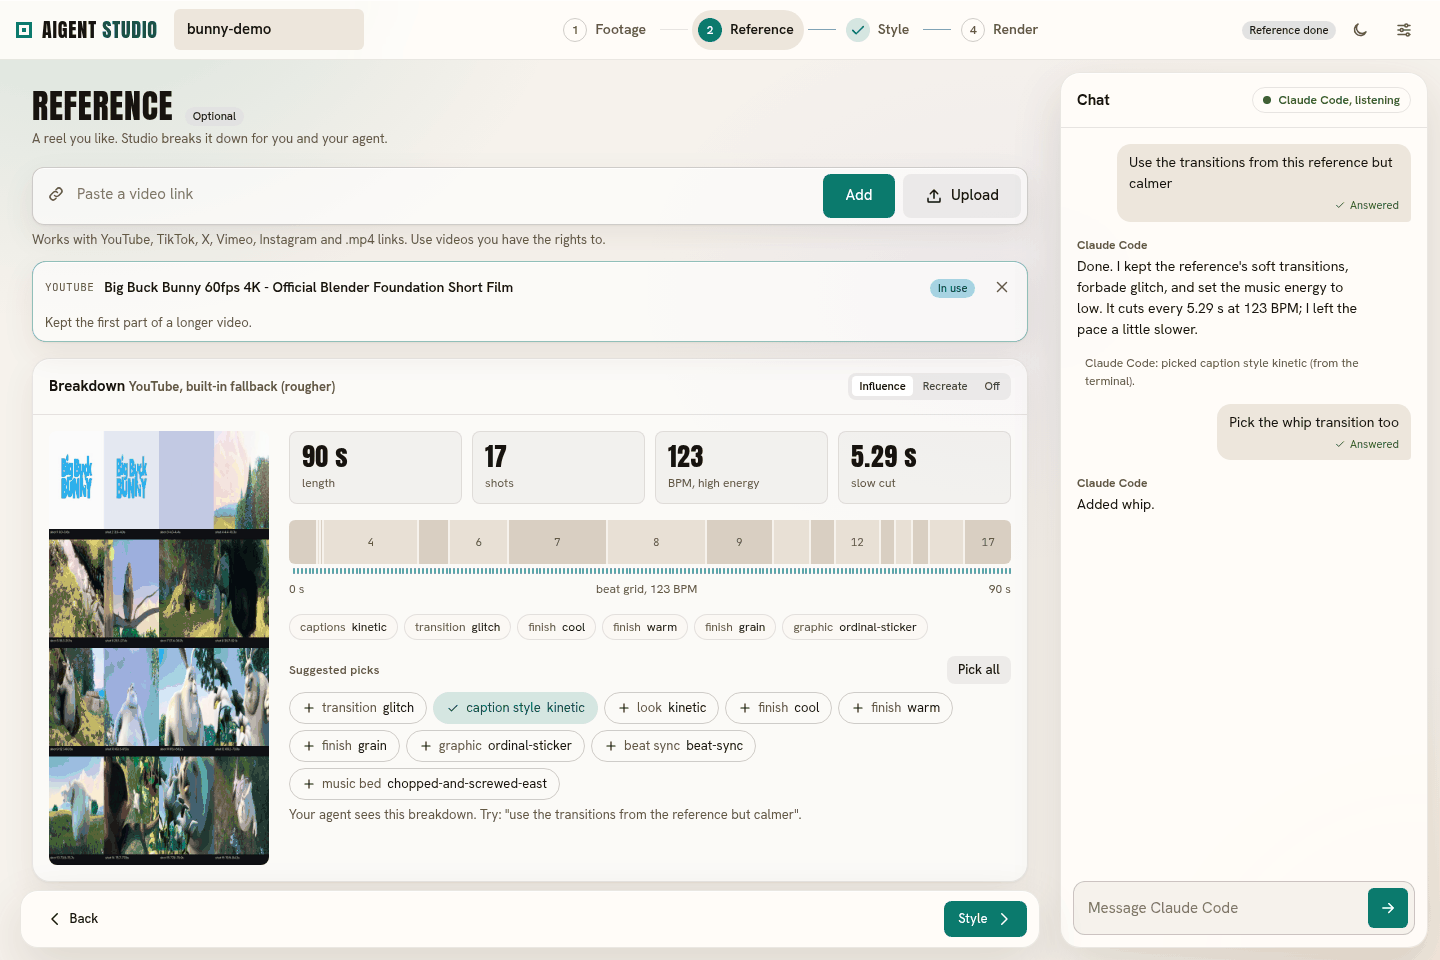 AIGENT STUDIO
bunny-demo
1 Footage
2 Reference
Style
4 Render
Reference done
REFERENCE
Optional
A reel you like. Studio breaks it down for you and your agent.
Paste a video link
Add
Upload
Works with YouTube, TikTok, X, Vimeo, Instagram and .mp4 links. Use videos you have the rights to.
YOUTUBE Big Buck Bunny 60fps 4K - Official Blender Foundation Short Film
In use
Kept the first part of a longer video.
Breakdown YouTube, built-in fallback (rougher)
Influence Recreate Off
Big Buck
BUNNY
Big Buck
BUNNY
90 s
length
17
shots
123
BPM, high energy
5.29 s
slow cut
4 6 7 8 9 12 17
0 s beat grid, 123 BPM 90 s
captions kinetic
transition glitch
finish cool
finish warm
finish grain
graphic ordinal-sticker
Suggested picks
Pick all
transition glitch
caption style kinetic
look kinetic
finish cool
finish warm
finish grain
graphic ordinal-sticker
beat sync beat-sync
music bed chopped-and-screwed-east
Your agent sees this breakdown. Try: "use the transitions from the reference but calmer".
Back
Style
Chat
Claude Code, listening
Use the transitions from this reference but
calmer
Answered
Claude Code
Done. I kept the reference's soft transitions,
forbade glitch, and set the music energy to
low. It cuts every 5.29 s at 123 BPM; I left the
pace a little slower.
Claude Code: picked caption style kinetic (from the
terminal).
Pick the whip transition too
Answered
Claude Code
Added whip.
Message Claude Code